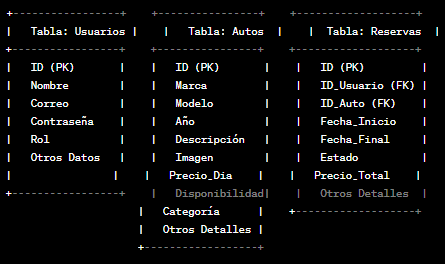 Tabla: Usuarios
ID (PK)
Nombre
Correo
Contraseña
Rol
Otros Datos
Tabla: Autos
ID (PK)
Marca
Modelo
Año
Descripción
Imagen
Precio_Dia
Disponibilidad
Categoría
Otros Detalles
Tabla: Reservas
ID (PK)
ID_Usuario (FK)
ID_Auto (FK)
Fecha_Inicio
Fecha_Final
Estado
Precio_Total
Otros Detalles